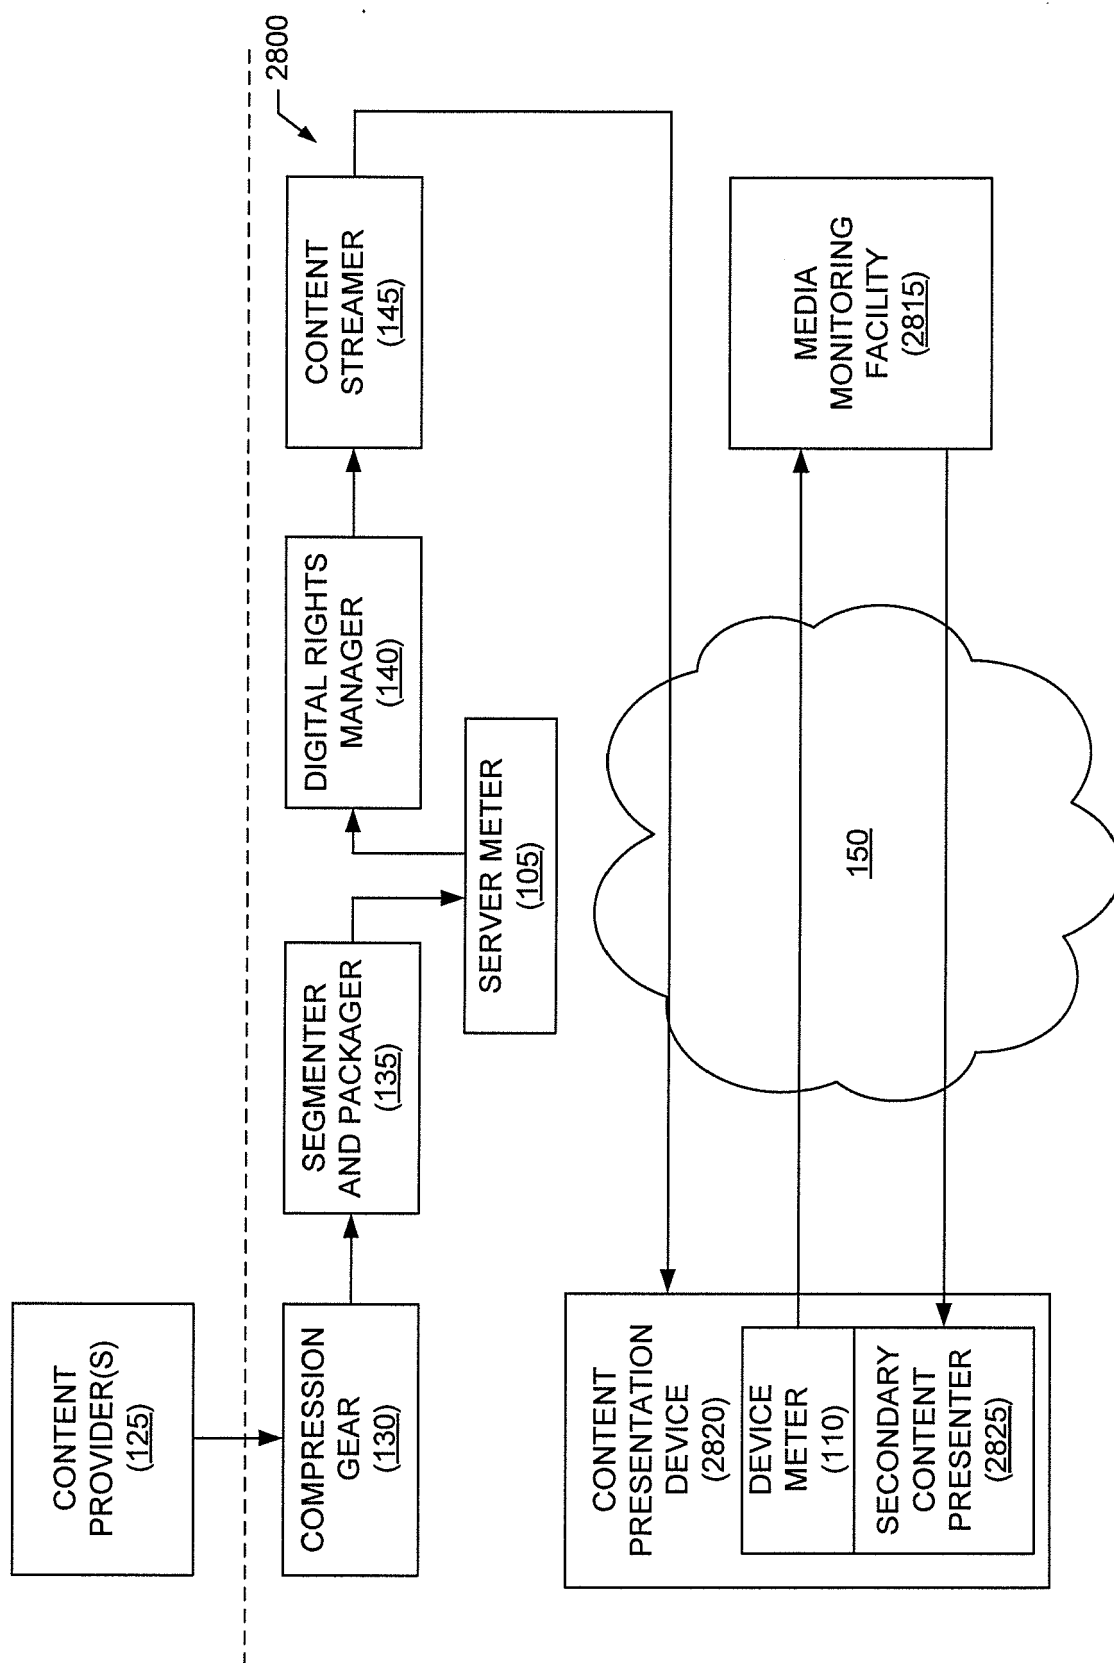 CONTENT
PROVIDER(S)
(125)
2800
COMPRESSION
GEAR
(130)
SEGMENTER
AND PACKAGER
(135)
DIGITAL RIGHTS
MANAGER
(140)
CONTENT
STREAMER
(145)
SERVER METER
(105)
CONTENT
PRESENTATION
DEVICE
(2820)
DEVICE
METER
(110)
SECONDARY
CONTENT
PRESENTER
(2825)
150
MEDIA
MONITORING
FACILITY
(2815)